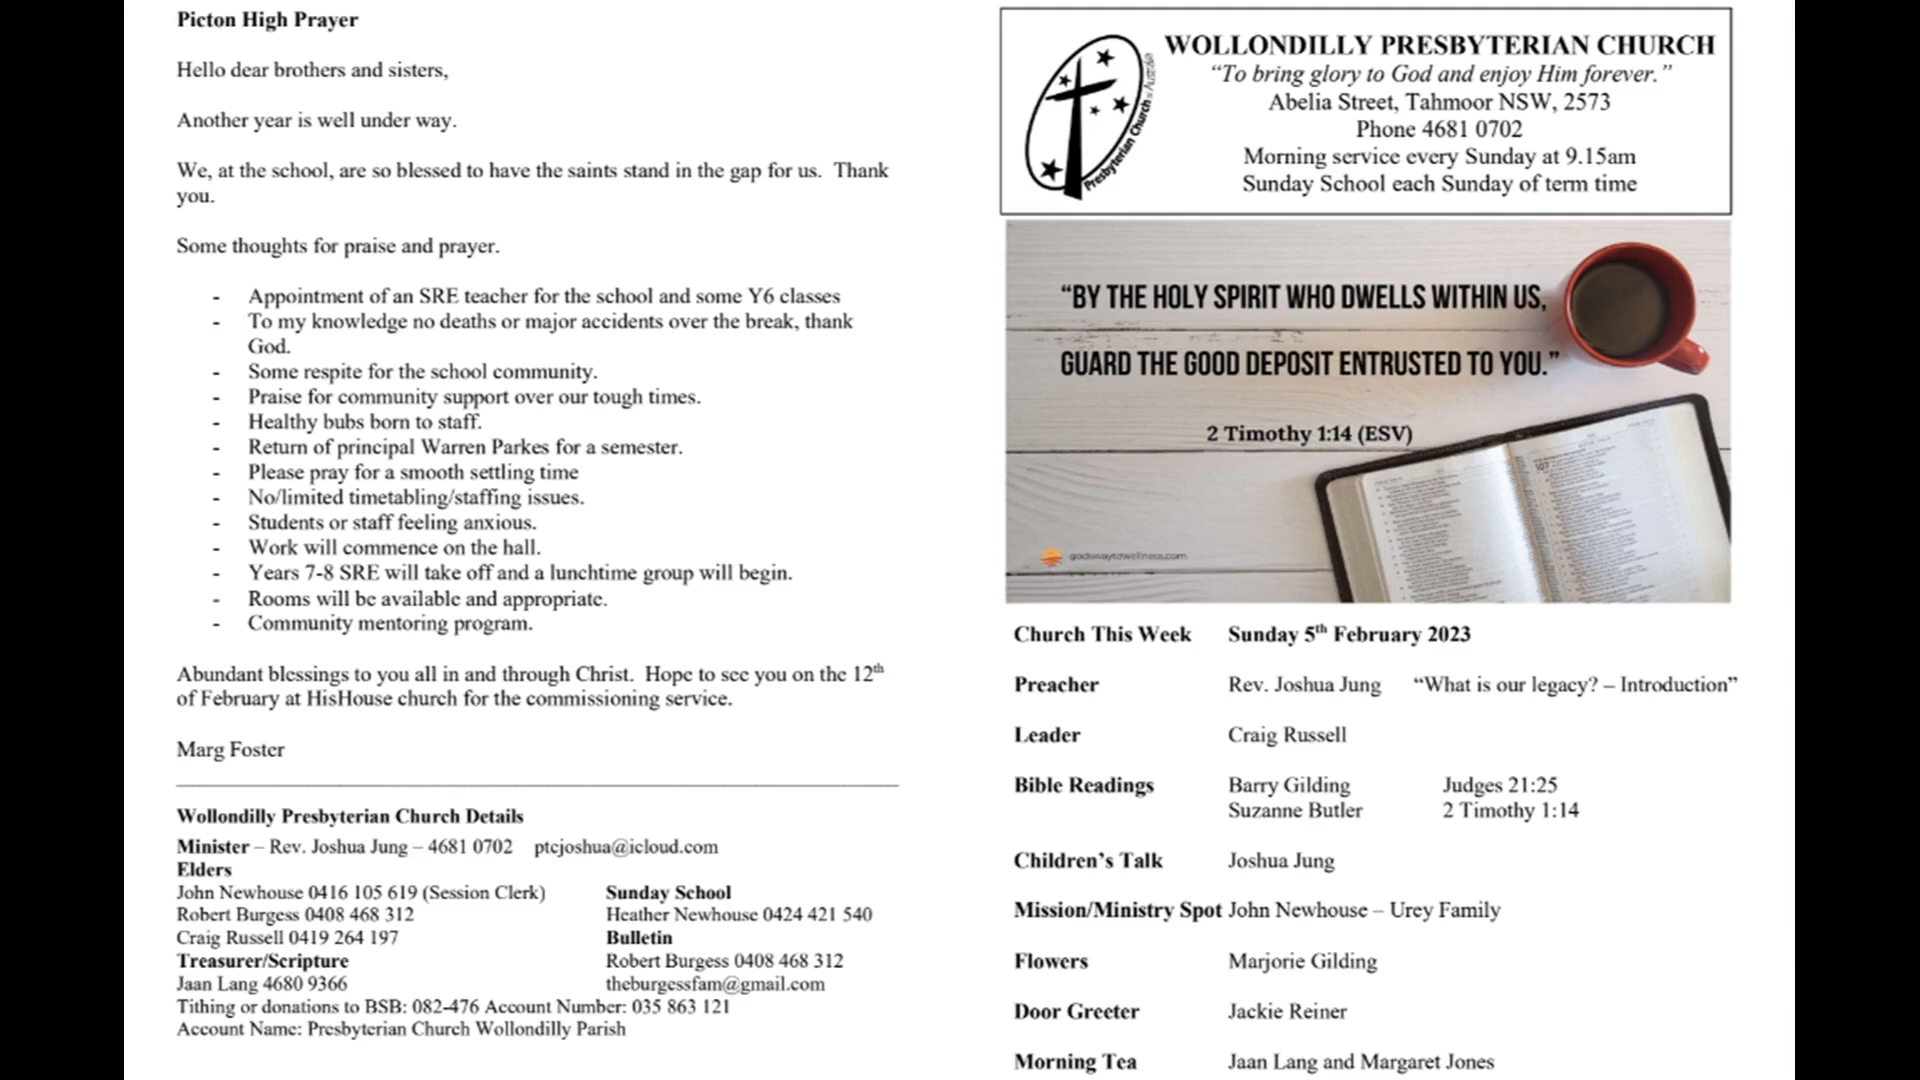 Picton High Prayer
Hello dear brothers and sisters,
Another year is well under way.
We, at the school, are so blessed to have the saints stand in the gap for us.  Thank
you.
Some thoughts for praise and prayer.
- Appointment of an SRE teacher for the school and some Y6 classes
- To my knowledge no deaths or major accidents over the break, thank
God.
- Some respite for the school community.
- Praise for community support over our tough times.
- Healthy bubs born to staff.
- Return of principal Warren Parkes for a semester.
- Please pray for a smooth settling time
- No/limited timetabling/staffing issues.
- Students or staff feeling anxious.
- Work will commence on the hall.
- Years 7-8 SRE will take off and a lunchtime group will begin.
- Rooms will be available and appropriate.
- Community mentoring program.
Abundant blessings to you all in and through Christ.  Hope to see you on the 12th
of February at HisHouse church for the commissioning service.
Marg Foster
Wollondilly Presbyterian Church Details
Minister – Rev. Joshua Jung – 4681 0702 ptcjoshua@icloud.com
Elders
John Newhouse 0416 105 619 (Session Clerk)
Robert Burgess 0408 468 312
Craig Russell 0419 264 197
Treasurer/Scripture
Jaan Lang 4680 9366
Sunday School
Heather Newhouse 0424 421 540
Bulletin
Robert Burgess 0408 468 312
theburgessfam@gmail.com
Tithing or donations to BSB: 082-476 Account Number: 035 863 121
Account Name: Presbyterian Church Wollondilly Parish
Presbyterian Church of Australia
WOLLONDILLY PRESBYTERIAN CHURCH
“To bring glory to God and enjoy Him forever.”
Abelia Street, Tahmoor NSW, 2573
Phone 4681 0702
Morning service every Sunday at 9.15am
Sunday School each Sunday of term time
“BY THE HOLY SPIRIT WHO DWELLS WITHIN US,
GUARD THE GOOD DEPOSIT ENTRUSTED TO YOU.”
2 Timothy 1:14 (ESV)
godswaytowellness.com
Church This Week Sunday 5th February 2023
Preacher Rev. Joshua Jung “What is our legacy? – Introduction”
Leader Craig Russell
Bible Readings Barry Gilding Judges 21:25
Suzanne Butler 2 Timothy 1:14
Children’s Talk Joshua Jung
Mission/Ministry Spot John Newhouse – Urey Family
Flowers Marjorie Gilding
Door Greeter Jackie Reiner
Morning Tea Jaan Lang and Margaret Jones